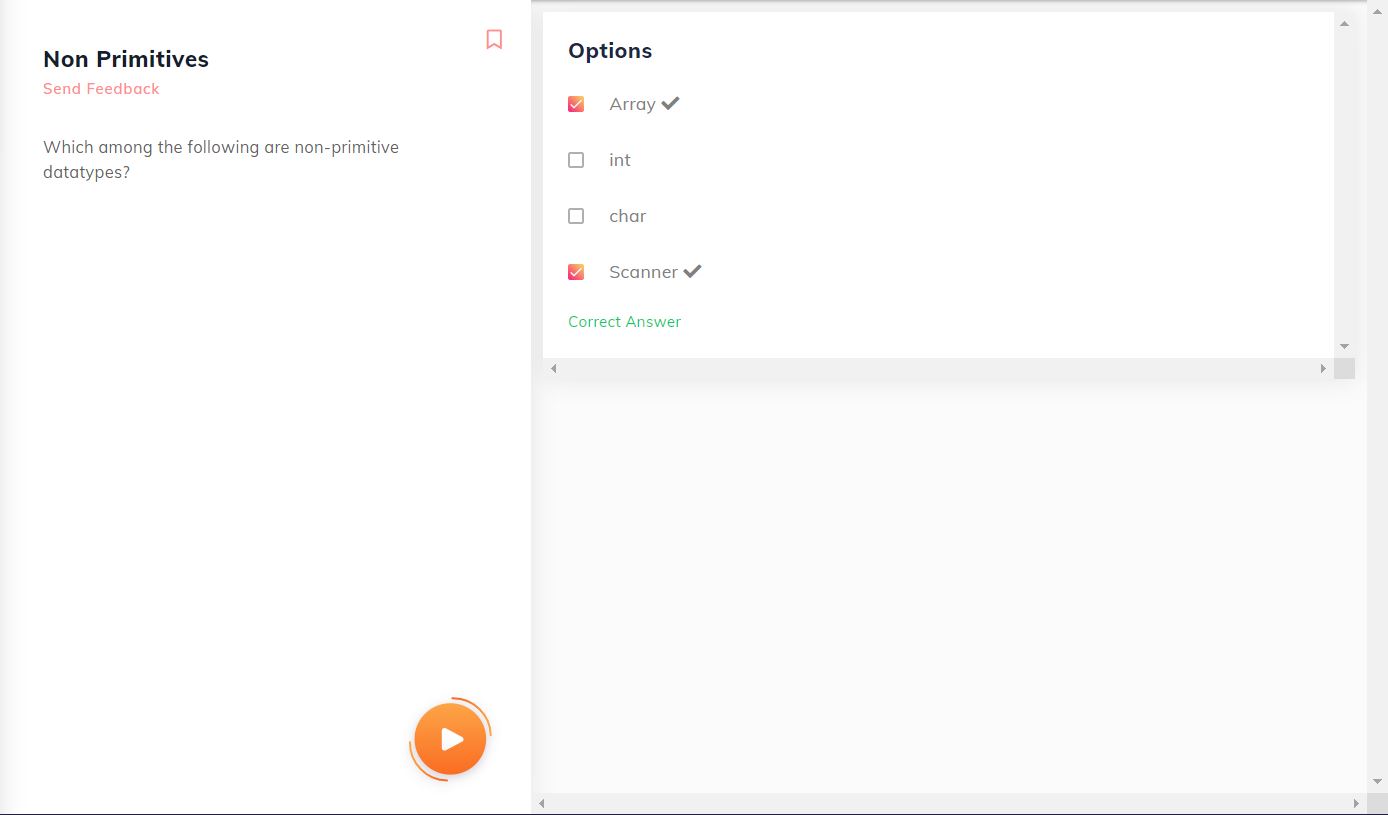 Non Primitives
Send Feedback
Which among the following are non-primitive
datatypes?
Options
Array
int
char
Scanner
Correct Answer